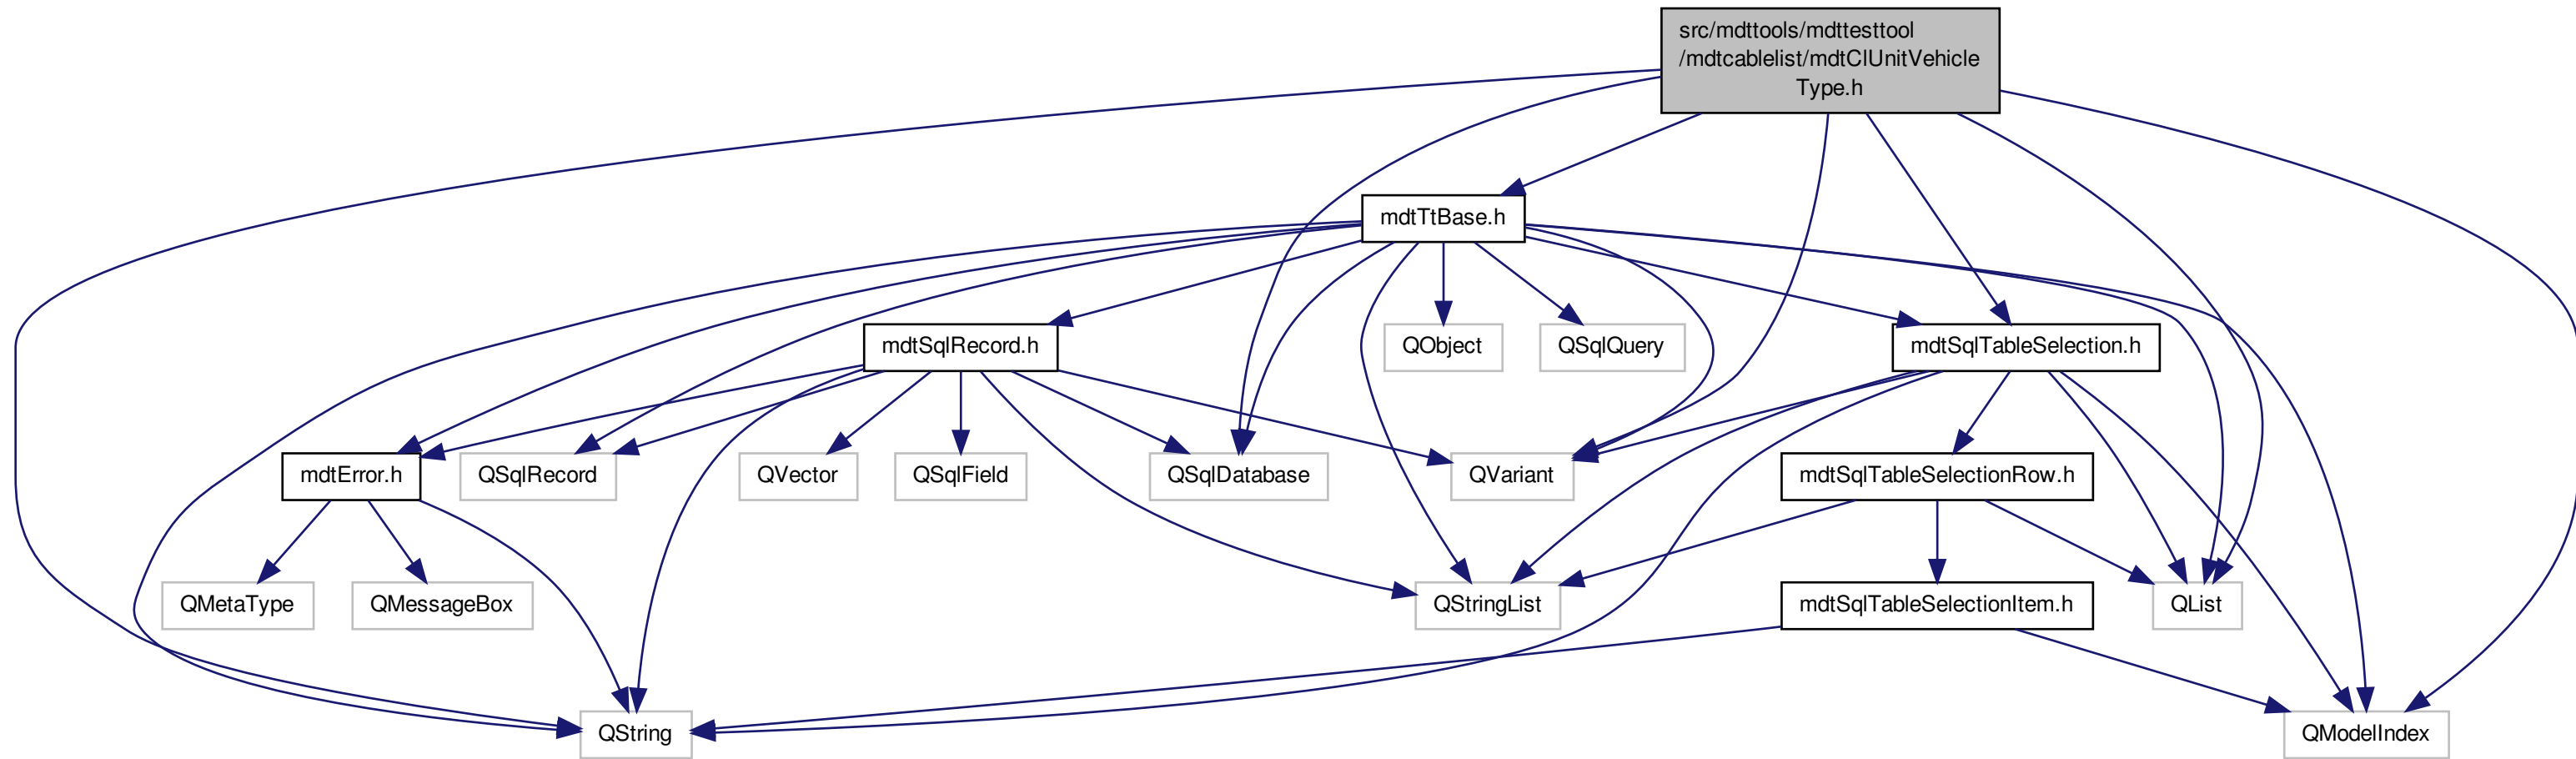 src/mdttools/mdttesttool
/mdtcablelist/mdtClUnitVehicle
Type.h
mdtTtBase.h
mdtSqlRecord.h
QObject
QSqlQuery
mdtSqlTableSelection.h
mdtError.h
QSqlRecord
QVector
QSqlField
QSqlDatabase
QVariant
mdtSqlTableSelectionRow.h
QMetaType
QMessageBox
QStringList
mdtSqlTableSelectionItem.h
QList
QString
QModelIndex